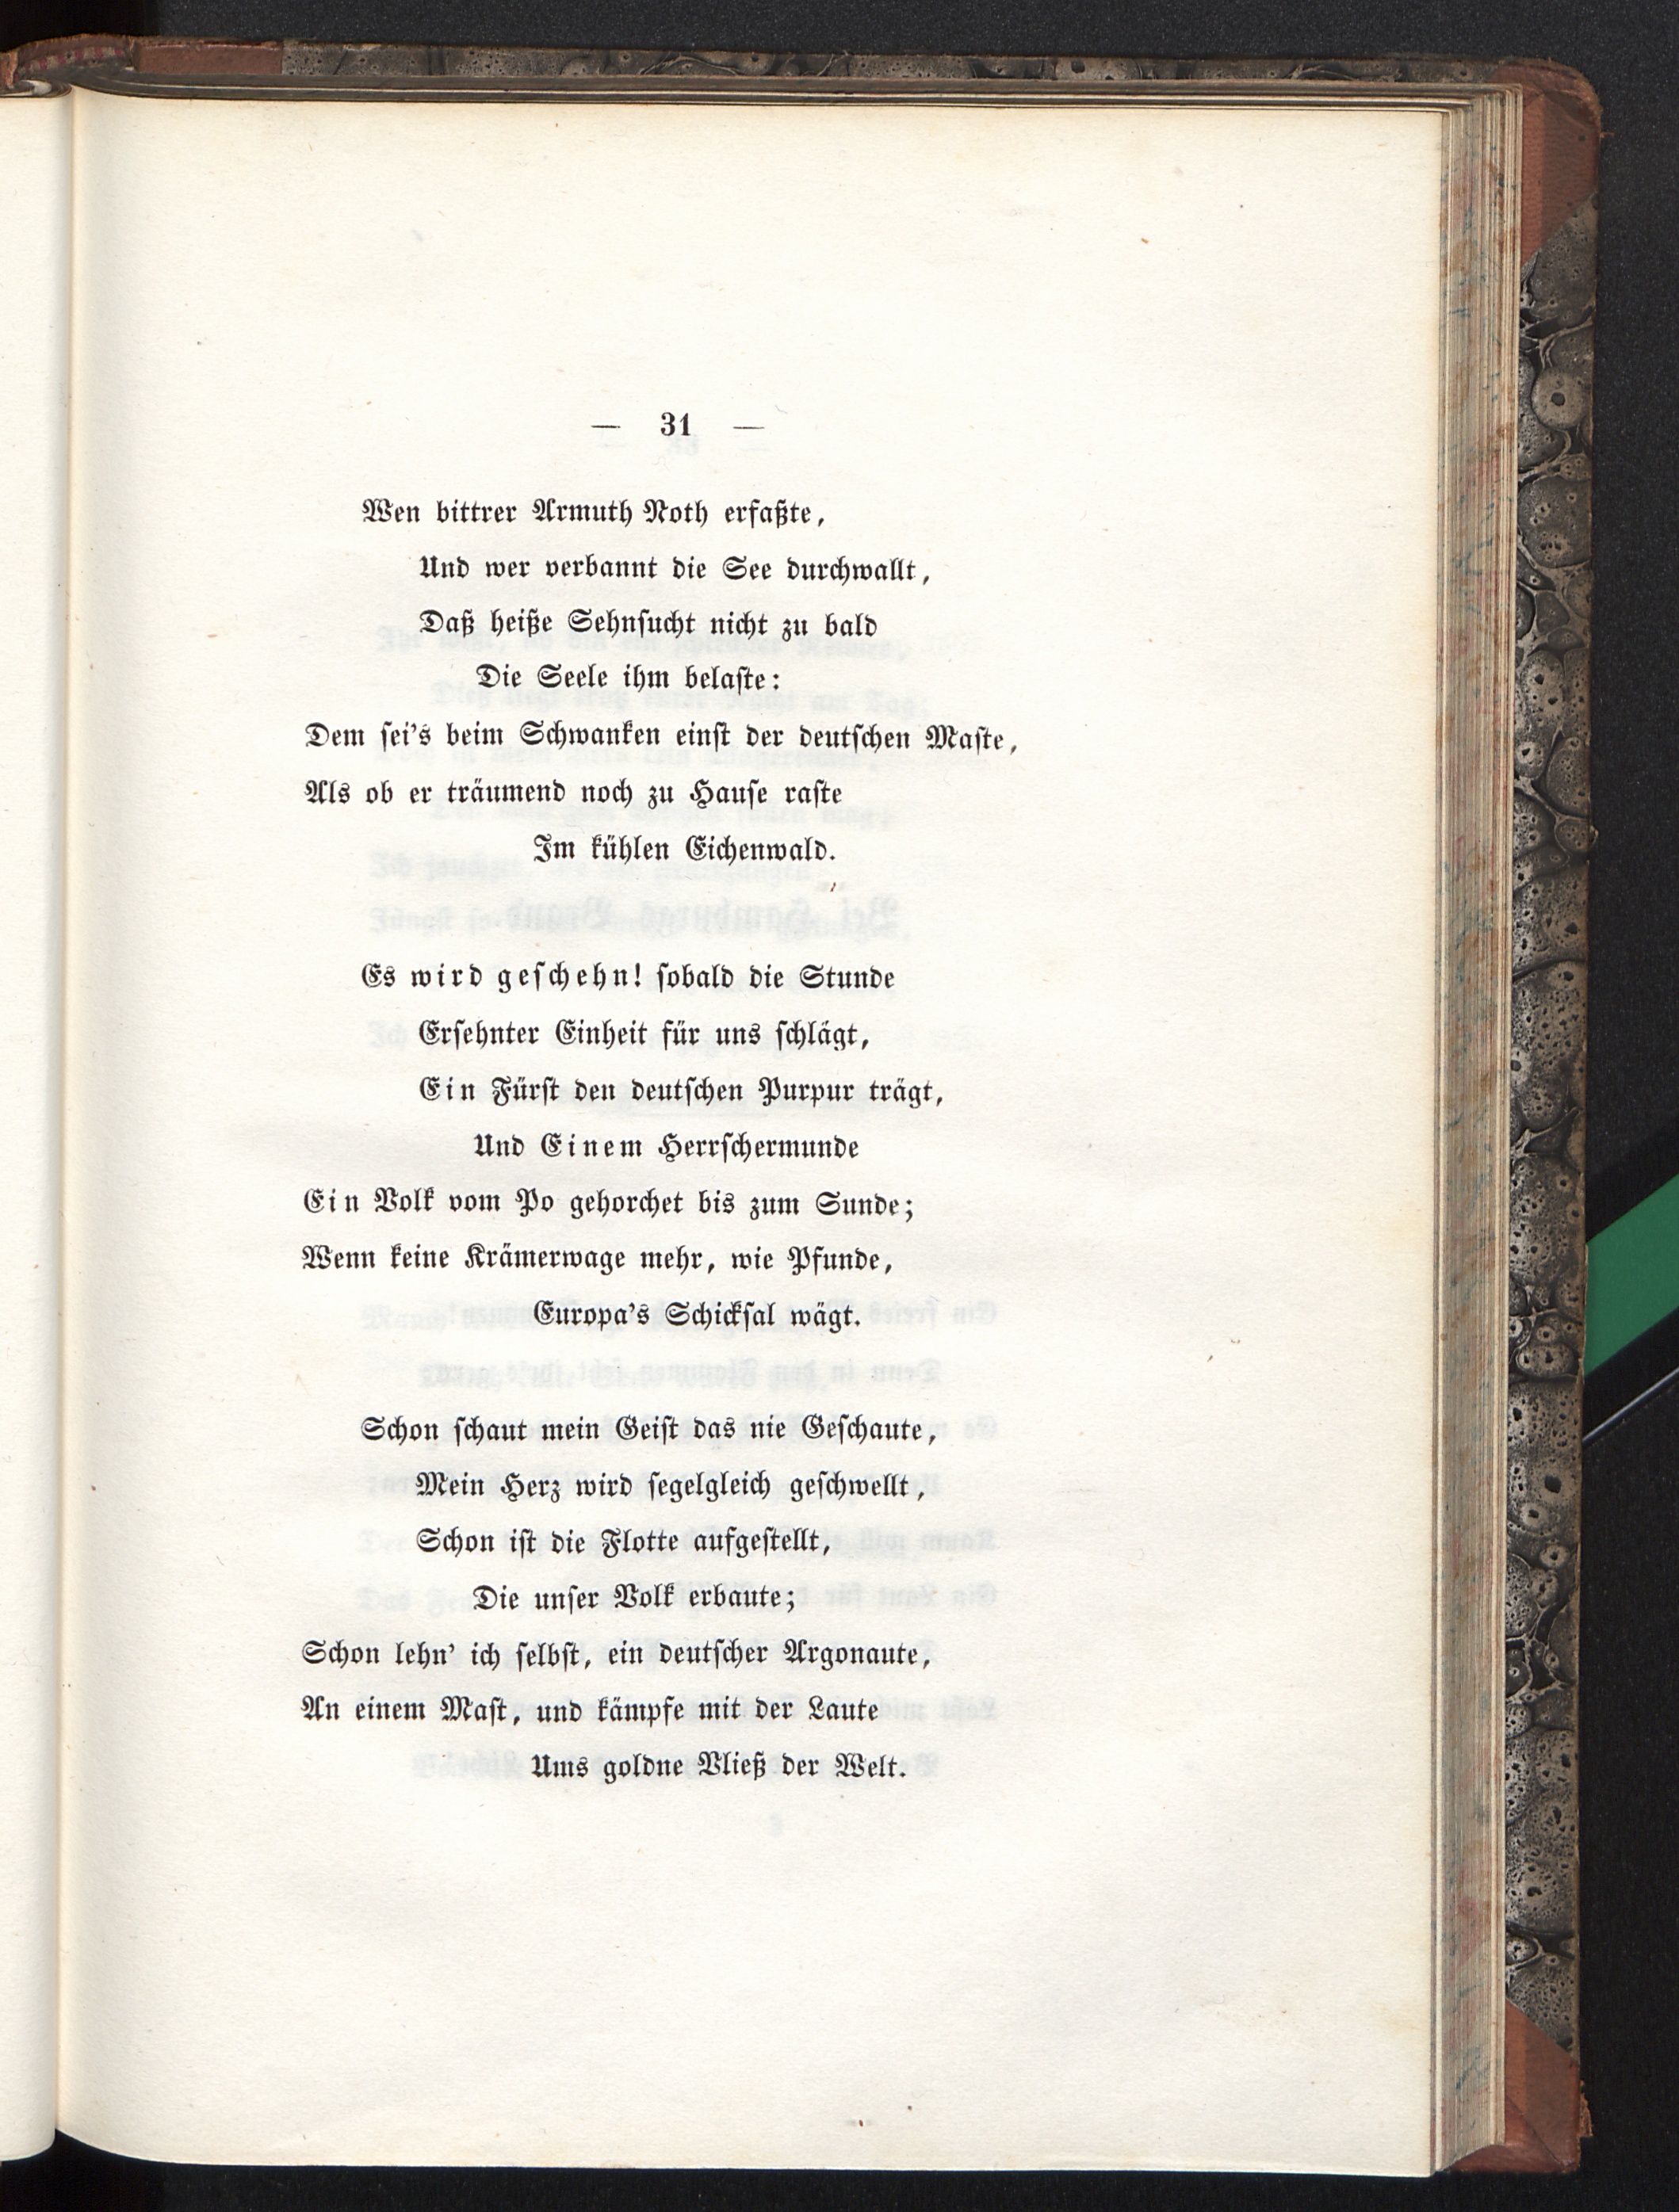 — 31 —
Wen bittrer Armuth Noth erfaßte,
Und wer verbannt die See durchwallt,
Daß heiße Sehnsucht nicht zu bald
Die Seele ihm belaste:
Dem sei's beim Schwanken einst der deutschen Maste,
Als ob er träumend noch zu Hause raste
Im kühlen Eichenwald.
Es wird geschehn! sobald die Stunde
Ersehnter Einheit für uns schlägt,
Ein Fürst den deutschen Purpur trägt,
Und Einem Herrschermunde
Ein Volk vom Po gehorchet bis zum Sunde;
Wenn keine Krämerwage mehr, wie Pfunde,
Europa's Schicksal wägt.
Schon schaut mein Geist das nie Geschaute,
Mein Herz wird segelgleich geschwellt,
Schon ist die Flotte aufgestellt,
Die unser Volk erbaute;
Schon lehn' ich selbst, ein deutscher Argonaute,
An einem Mast, und kämpfe mit der Laute
Ums goldne Vließ der Welt.